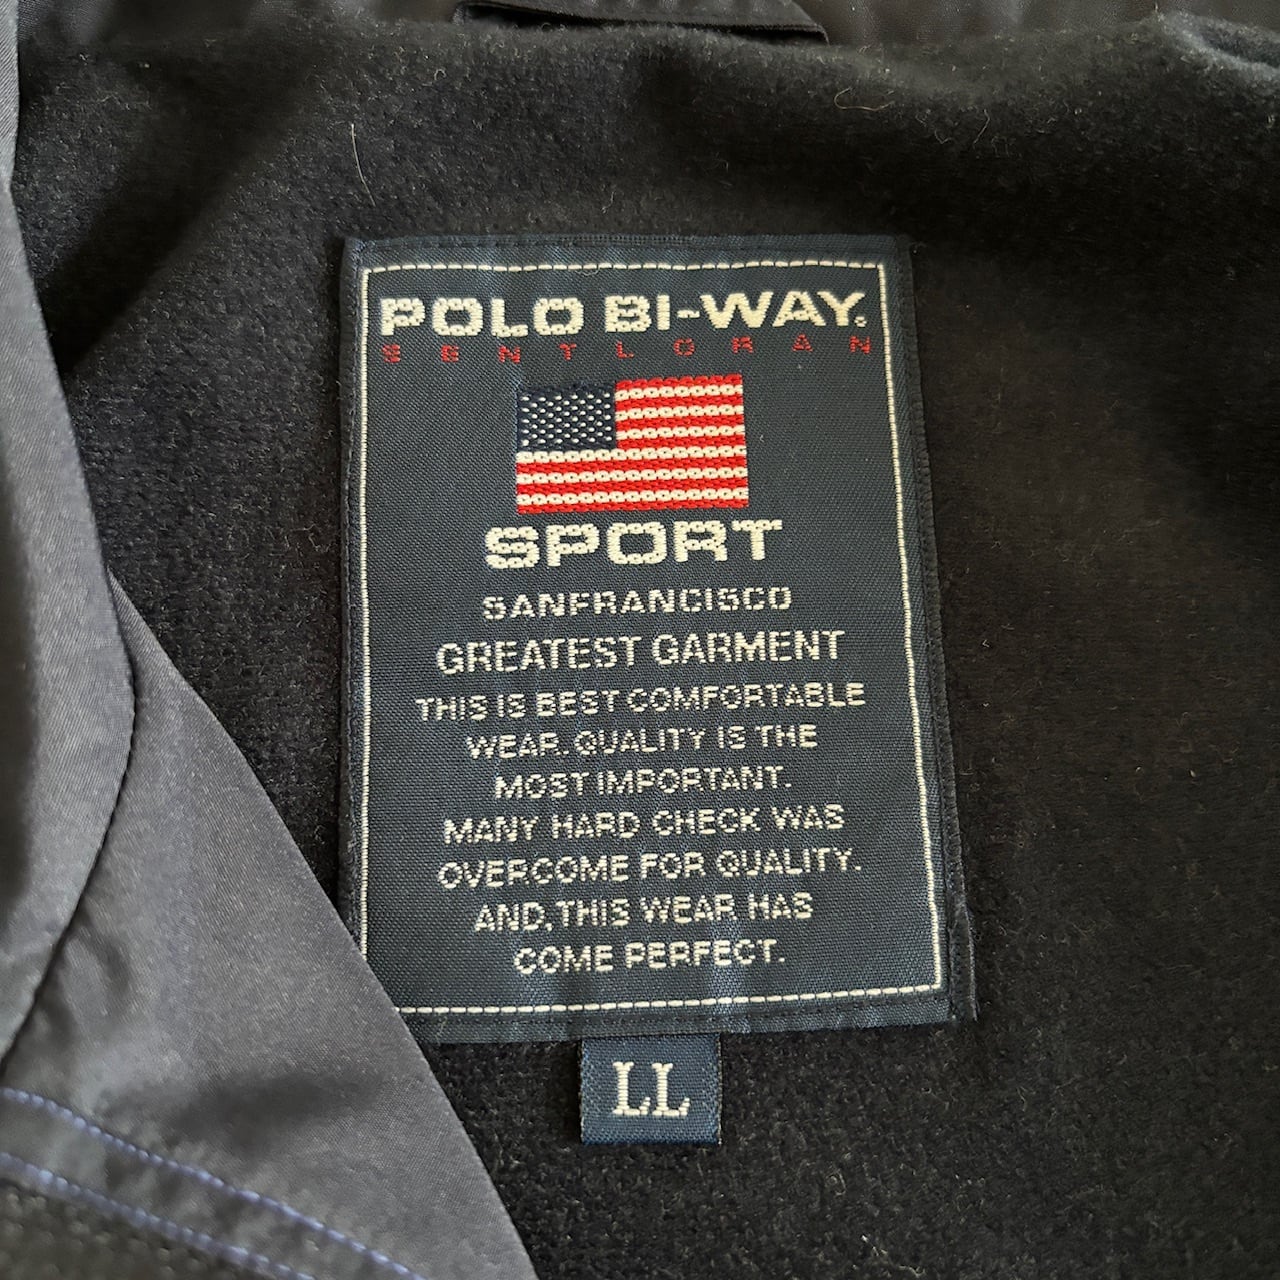 POLO BI-WAY.
SENTLORAN
SPORT
SANFRANCISCO
GREATEST GARMENT
THIS IS BEST COMFORTABLE
WEAR. QUALITY IS THE
MOST IMPORTANT.
MANY HARD CHECK WAS
OVERCOME FOR QUALITY.
AND,THIS WEAR HAS
COME PERFECT.
LL